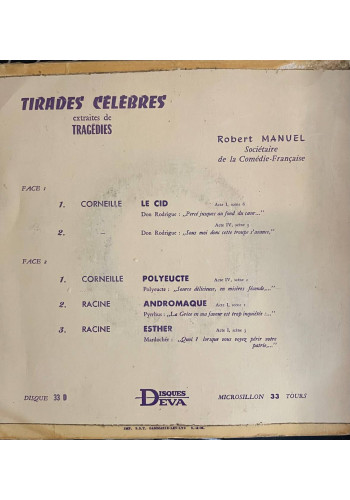 TIRADES CÉLÈBRES
extraites de
TRAGÉDIES
Robert MANUEL
Sociétaire
de la Comédie-Française
FACE 1
1. CORNEILLE LE CID Acte I, scène 6
Don Rodrigue : „Percé jusques au fond du cœur..."
2. – Acte IV, scène 3
Don Rodrigue : „Sous moi donc cette troupe s'avance,"
FACE 2
1. CORNEILLE POLYEUCTE Acte IV, scène 2
Polyeucte : „Source délicieuse, en misères féconde,..."
2. RACINE ANDROMAQUE Acte I, scène 2
Pyrrhus : „La Grèce en ma faveur est trop inquiétée :..."
3. RACINE ESTHER Acte I, scène 3
Mardochée : „Quoi ! lorsque vous voyez périr votre
patrie,..."
DISQUE 33 D
DISQUES
DEVA
MICROSILLON 33 TOURS